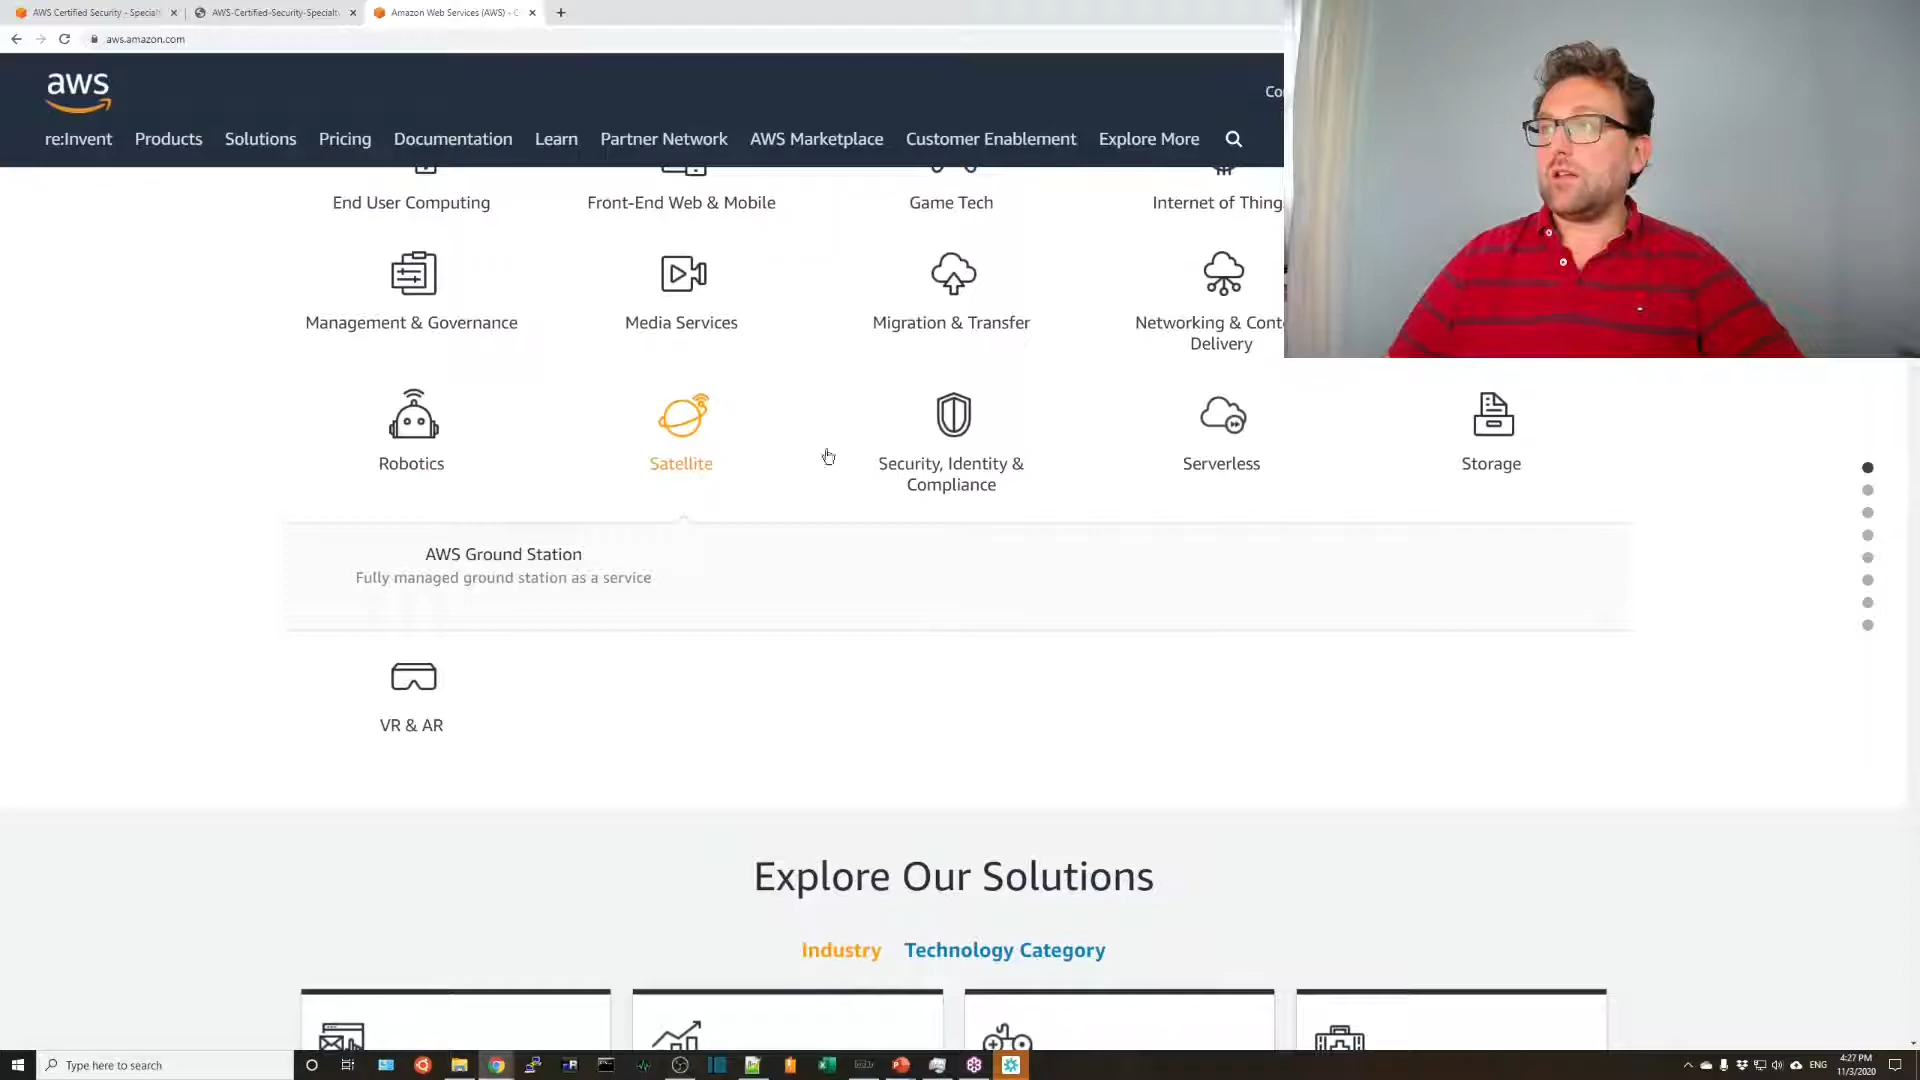 AWS Certified Security - Special
AWS-Certified-Security-Specialt
Amazon Web Services (AWS) - C
aws.amazon.com
aws
Co
re:Invent
Products
Solutions
Pricing
Documentation
Learn
Partner Network
AWS Marketplace
Customer Enablement
Explore More
End User Computing
Front-End Web & Mobile
Game Tech
Internet of Thing
Management & Governance
Media Services
Migration & Transfer
Networking & Conte
Delivery
Robotics
Satellite
Security, Identity &
Compliance
Serverless
Storage
AWS Ground Station
Fully managed ground station as a service
VR & AR
Explore Our Solutions
Industry
Technology Category
Type here to search
ENG
4:27 PM
11/3/2020